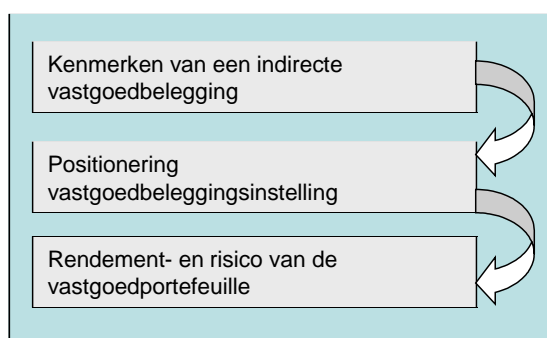 Kenmerken van een indirecte
vastgoedbelegging
Positionering
vastgoedbeleggingsinstelling
Rendement- en risico van de
vastgoedportefeuille